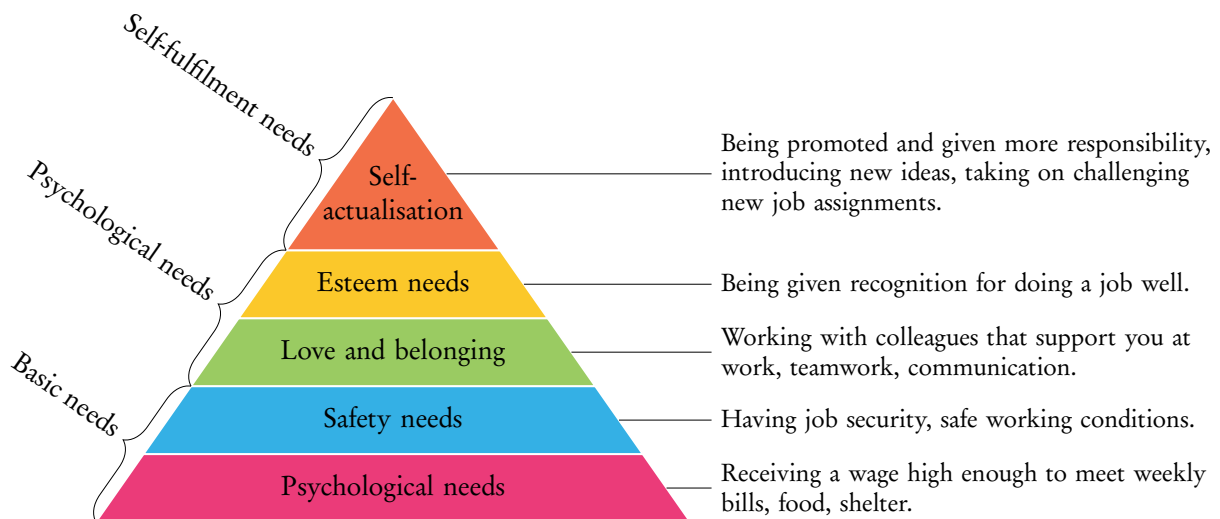 Self-fulfilment needs
Psychological needs
Basic needs
Self-
actualisation
Being promoted and given more responsibility,
introducing new ideas, taking on challenging
new job assignments.
Esteem needs
Being given recognition for doing a job well.
Love and belonging
Working with colleagues that support you at
work, teamwork, communication.
Safety needs
Having job security, safe working conditions.
Psychological needs
Receiving a wage high enough to meet weekly
bills, food, shelter.